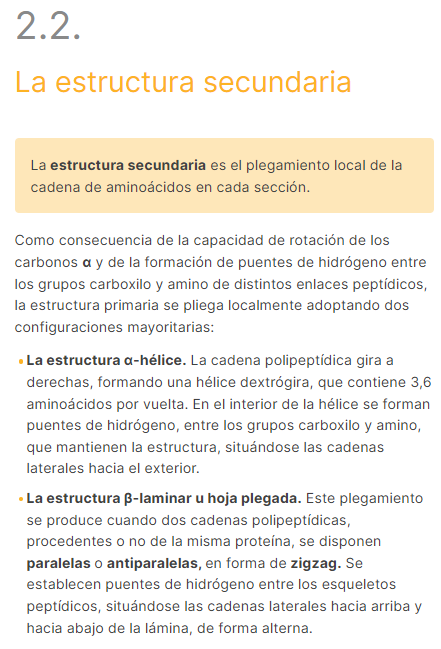 2.2.
La estructura secundaria
La estructura secundaria es el plegamiento local de la
cadena de aminoácidos en cada sección.
Como consecuencia de la capacidad de rotación de los
carbonos α y de la formación de puentes de hidrógeno entre
los grupos carboxilo y amino de distintos enlaces peptídicos,
la estructura primaria se pliega localmente adoptando dos
configuraciones mayoritarias:
• La estructura α-hélice. La cadena polipeptídica gira a
derechas, formando una hélice dextrógira, que contiene 3,6
aminoácidos por vuelta. En el interior de la hélice se forman
puentes de hidrógeno, entre los grupos carboxilo y amino,
que mantienen la estructura, situándose las cadenas
laterales hacia el exterior.
• La estructura β-laminar u hoja plegada. Este plegamiento
se produce cuando dos cadenas polipeptídicas,
procedentes o no de la misma proteína, se disponen
paralelas o antiparalelas, en forma de zigzag. Se
establecen puentes de hidrógeno entre los esqueletos
peptídicos, situándose las cadenas laterales hacia arriba y
hacia abajo de la lámina, de forma alterna.